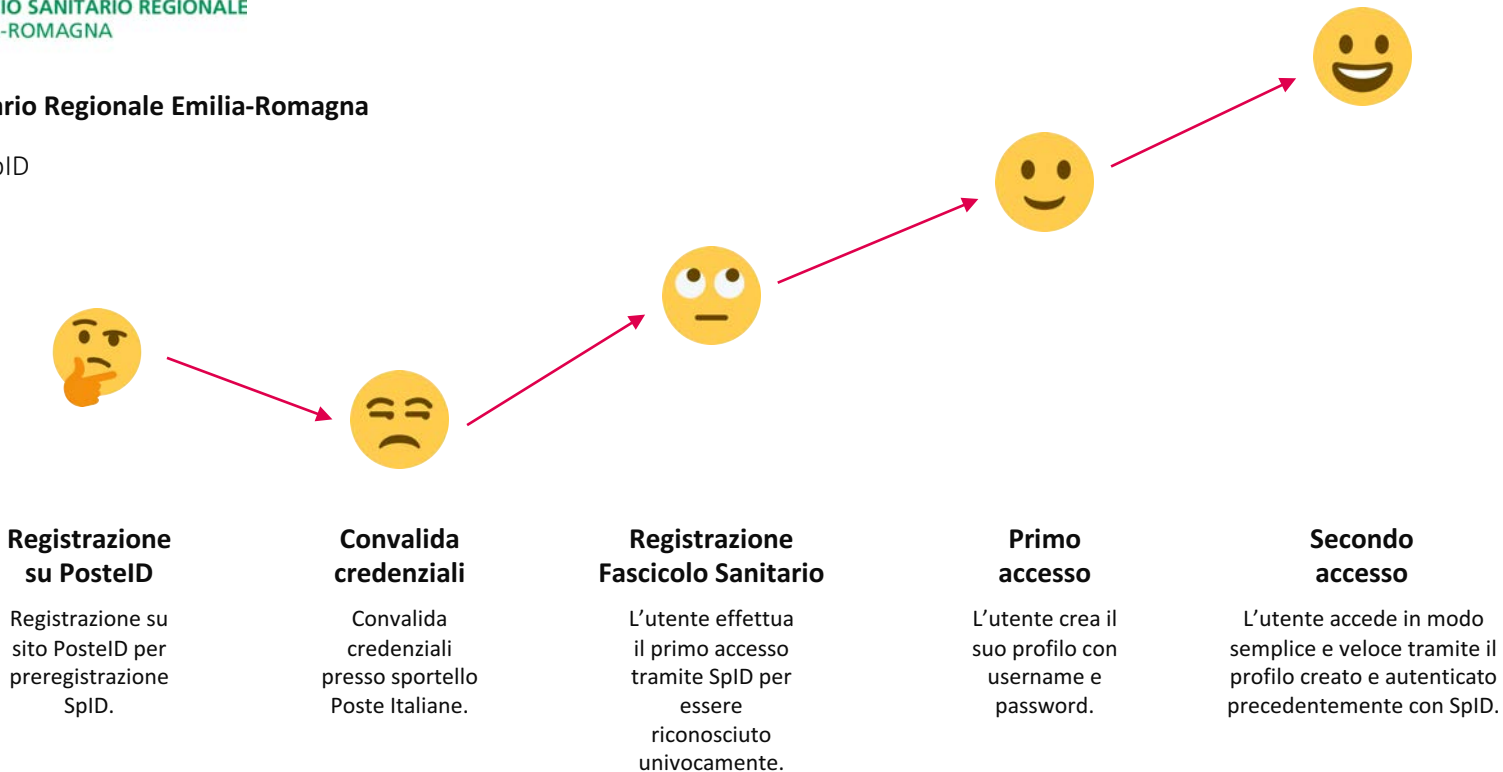 IO SANITARIO REGIONALE
-ROMAGNA
ario Regionale Emilia-Romagna
pID
Registrazione
su PosteID
Registrazione su
sito PosteID per
preregistrazione
SpID.
Convalida
credenziali
Convalida
credenziali
presso sportello
Poste Italiane.
Registrazione
Fascicolo Sanitario
L’utente effettua
il primo accesso
tramite SpID per
essere
riconosciuto
univocamente.
Primo
accesso
L’utente crea il
suo profilo con
username e
password.
Secondo
accesso
L’utente accede in modo
semplice e veloce tramite il
profilo creato e autenticato
precedentemente con SpID.